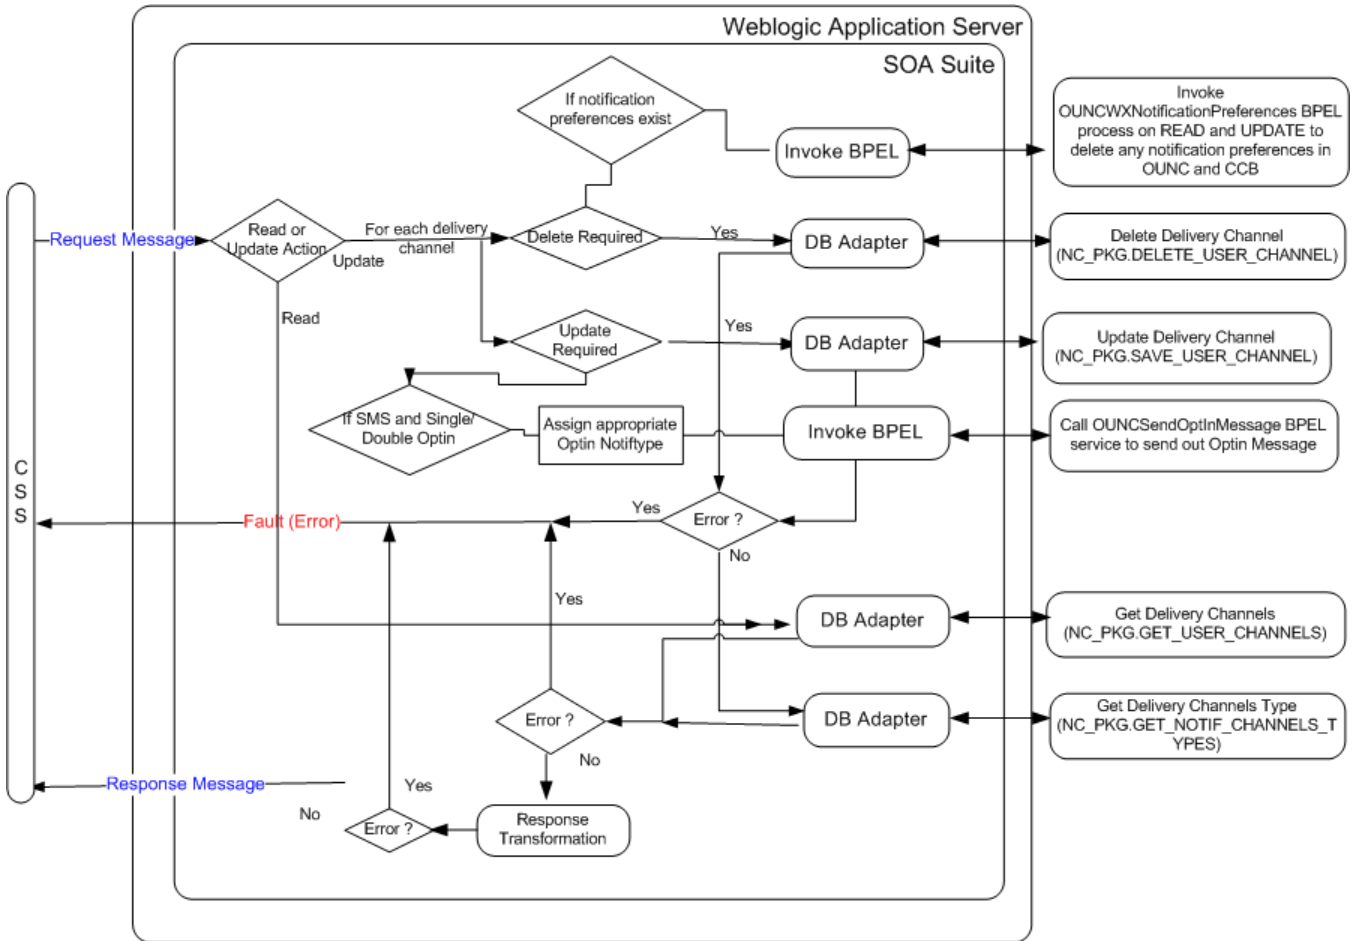 Weblogic Application Server
SOA Suite
If notification
preferences exist
Invoke BPEL
Invoke
OUNCWXNotificationPreferences BPEL
process on READ and UPDATE to
delete any notification preferences in
OUNC and CCB
Request Message
Read or
Update Action
For each delivery
channel
Update
Delete Required
Yes
DB Adapter
Delete Delivery Channel
(NC_PKG.DELETE_USER_CHANNEL)
Read
Update
Required
Yes
DB Adapter
Update Delivery Channel
(NC_PKG.SAVE_USER_CHANNEL)
If SMS and Single/
Double Optin
Assign appropriate
Optin Notiftype
Invoke BPEL
Call OUNCSendOptInMessage BPEL
service to send out Optin Message
C
S
S
Fault (Error)
Yes
Error ?
No
Yes
DB Adapter
Get Delivery Channels
(NC_PKG.GET_USER_CHANNELS)
Error ?
DB Adapter
Get Delivery Channels Type
(NC_PKG.GET_NOTIF_CHANNELS_T
YPES)
No
Response Message
Yes
No
Error ?
Response
Transformation